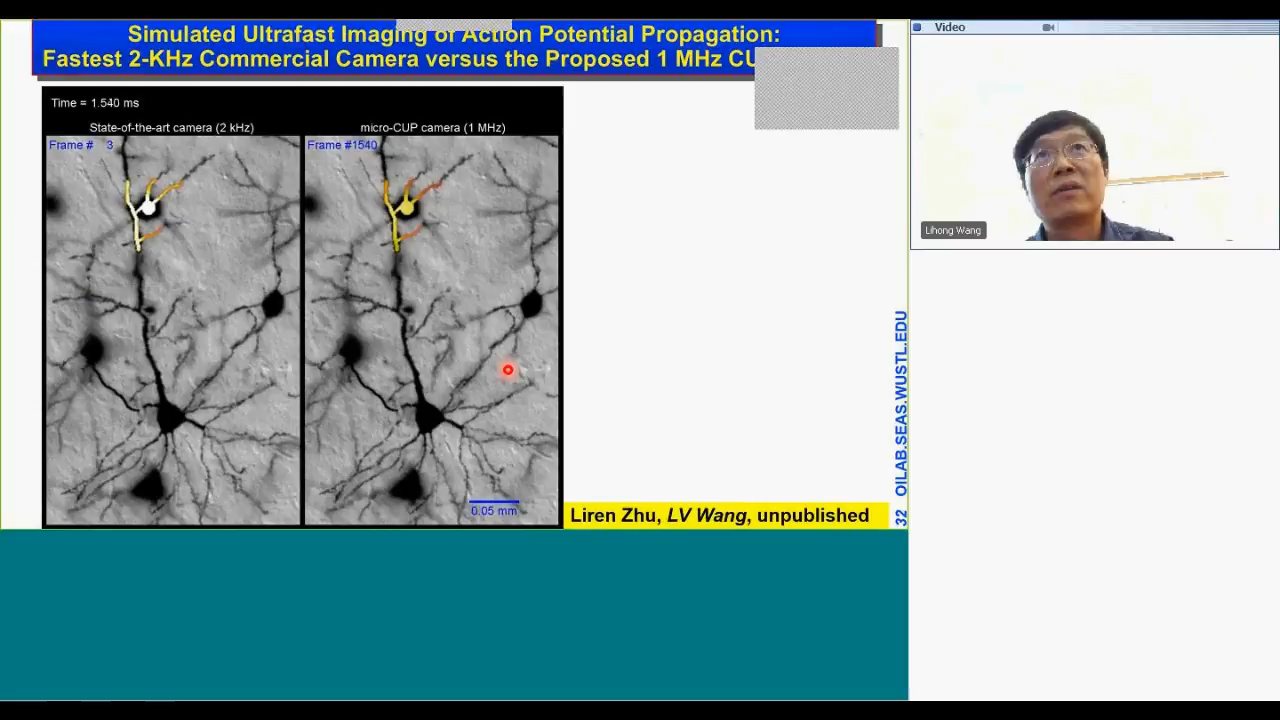 Simulated Ultrafast Imaging of Action Potential Propagation:
Fastest 2-KHz Commercial Camera versus the Proposed 1 MHz CU
Time = 1.540 ms
State-of-the-art camera (2 kHz)
micro-CUP camera (1 MHz)
Frame # 3
Frame #1540
0.05 mm
Liren Zhu, LV Wang, unpublished
32 OILAB.SEAS.WUSTL.EDU
Video
Lihong Wang